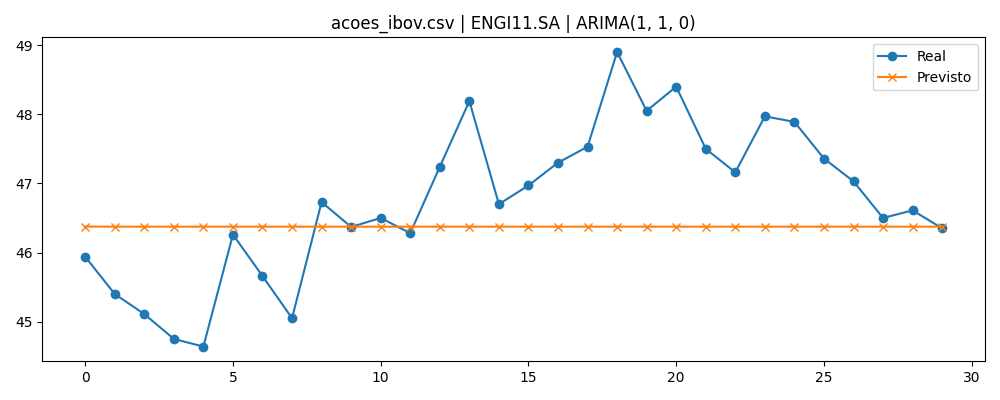 acoes_ibov.csv | ENGI11.SA | ARIMA(1, 1, 0)
Real
Previsto
49
48
47
46
45
0 5 10 15 20 25 30